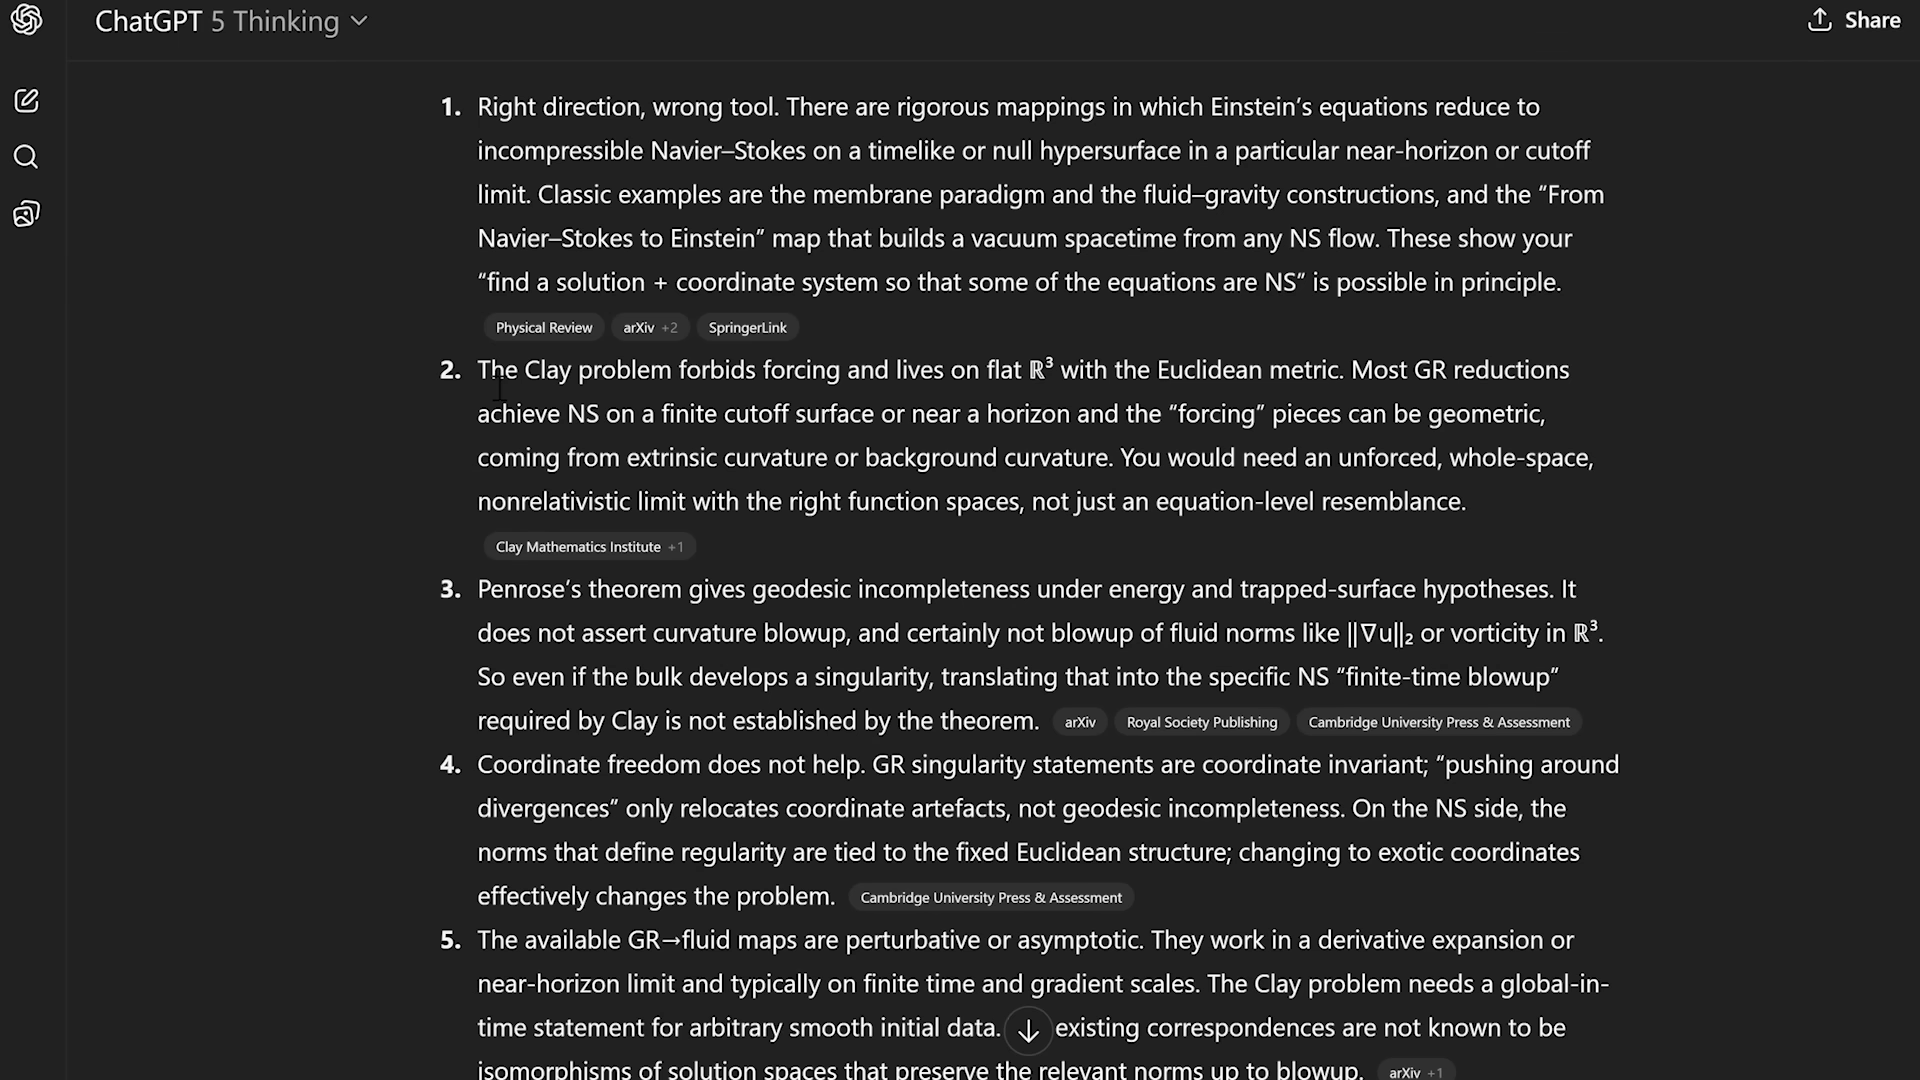 ChatGPT 5 Thinking
Share
1. Right direction, wrong tool. There are rigorous mappings in which Einstein’s equations reduce to
incompressible Navier–Stokes on a timelike or null hypersurface in a particular near-horizon or cutoff
limit. Classic examples are the membrane paradigm and the fluid–gravity constructions, and the “From
Navier–Stokes to Einstein” map that builds a vacuum spacetime from any NS flow. These show your
“find a solution + coordinate system so that some of the equations are NS” is possible in principle.
Physical Review arXiv +2 SpringerLink
2. The Clay problem forbids forcing and lives on flat ℝ³ with the Euclidean metric. Most GR reductions
achieve NS on a finite cutoff surface or near a horizon and the “forcing” pieces can be geometric,
coming from extrinsic curvature or background curvature. You would need an unforced, whole-space,
nonrelativistic limit with the right function spaces, not just an equation-level resemblance.
Clay Mathematics Institute +1
3. Penrose’s theorem gives geodesic incompleteness under energy and trapped-surface hypotheses. It
does not assert curvature blowup, and certainly not blowup of fluid norms like ||∇u||₂ or vorticity in ℝ³.
So even if the bulk develops a singularity, translating that into the specific NS “finite-time blowup”
required by Clay is not established by the theorem. arXiv Royal Society Publishing Cambridge University Press & Assessment
4. Coordinate freedom does not help. GR singularity statements are coordinate invariant; “pushing around
divergences” only relocates coordinate artefacts, not geodesic incompleteness. On the NS side, the
norms that define regularity are tied to the fixed Euclidean structure; changing to exotic coordinates
effectively changes the problem. Cambridge University Press & Assessment
5. The available GR→fluid maps are perturbative or asymptotic. They work in a derivative expansion or
near-horizon limit and typically on finite time and gradient scales. The Clay problem needs a global-in-
time statement for arbitrary smooth initial data. existing correspondences are not known to be
isomorphisms of solution spaces that preserve the relevant norms up to blowup. arXiv +1